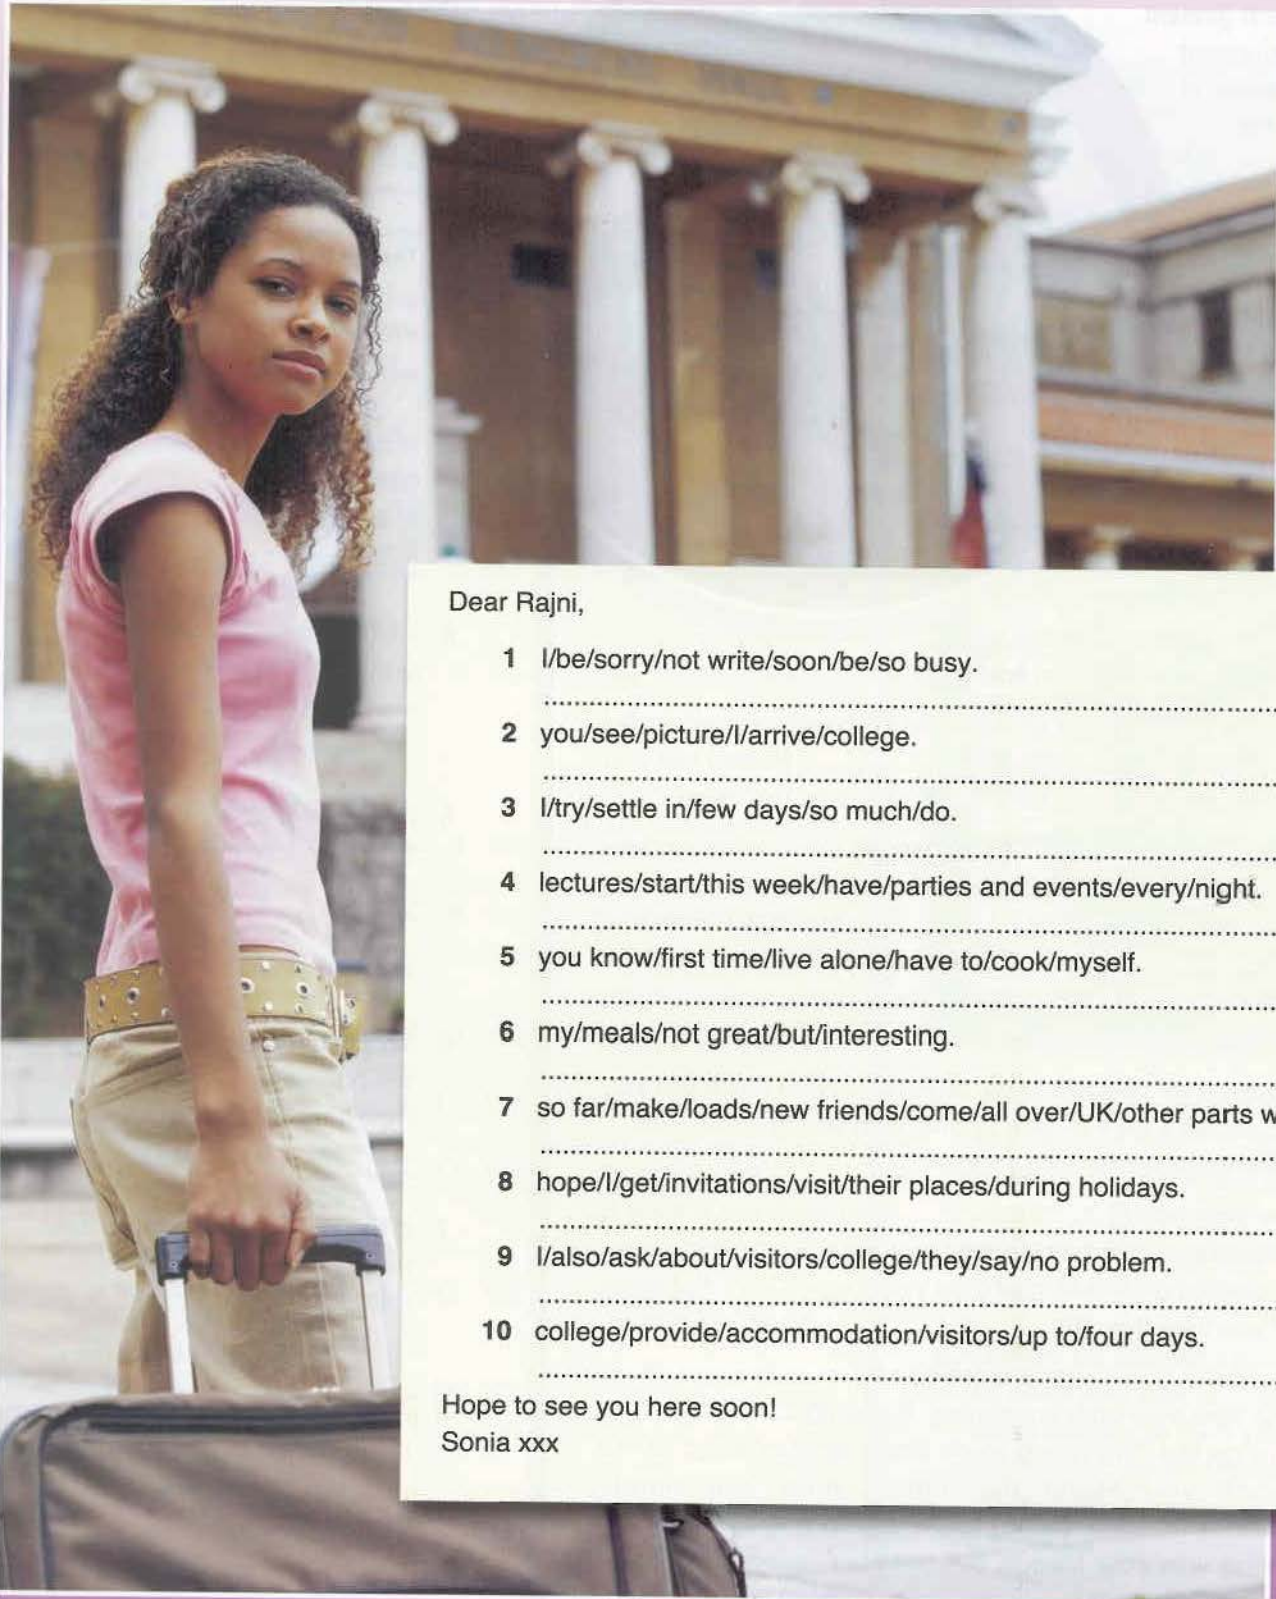 Dear Rajni,
1 I/be/sorry/not write/soon/be/so busy.
2 you/see/picture/I/arrive/college.
3 I/try/settle in/few days/so much/do.
4 lectures/start/this week/have/parties and events/every/night.
5 you know/first time/live alone/have to/cook/myself.
6 my/meals/not great/but/interesting.
7 so far/make/loads/new friends/come/all over/UK/other parts
8 hope/I/get/invitations/visit/their places/during holidays.
9 I/also/ask/about/visitors/college/they/say/no problem.
10 college/provide/accommodation/visitors/up to/four days.
Hope to see you here soon!
Sonia xxx